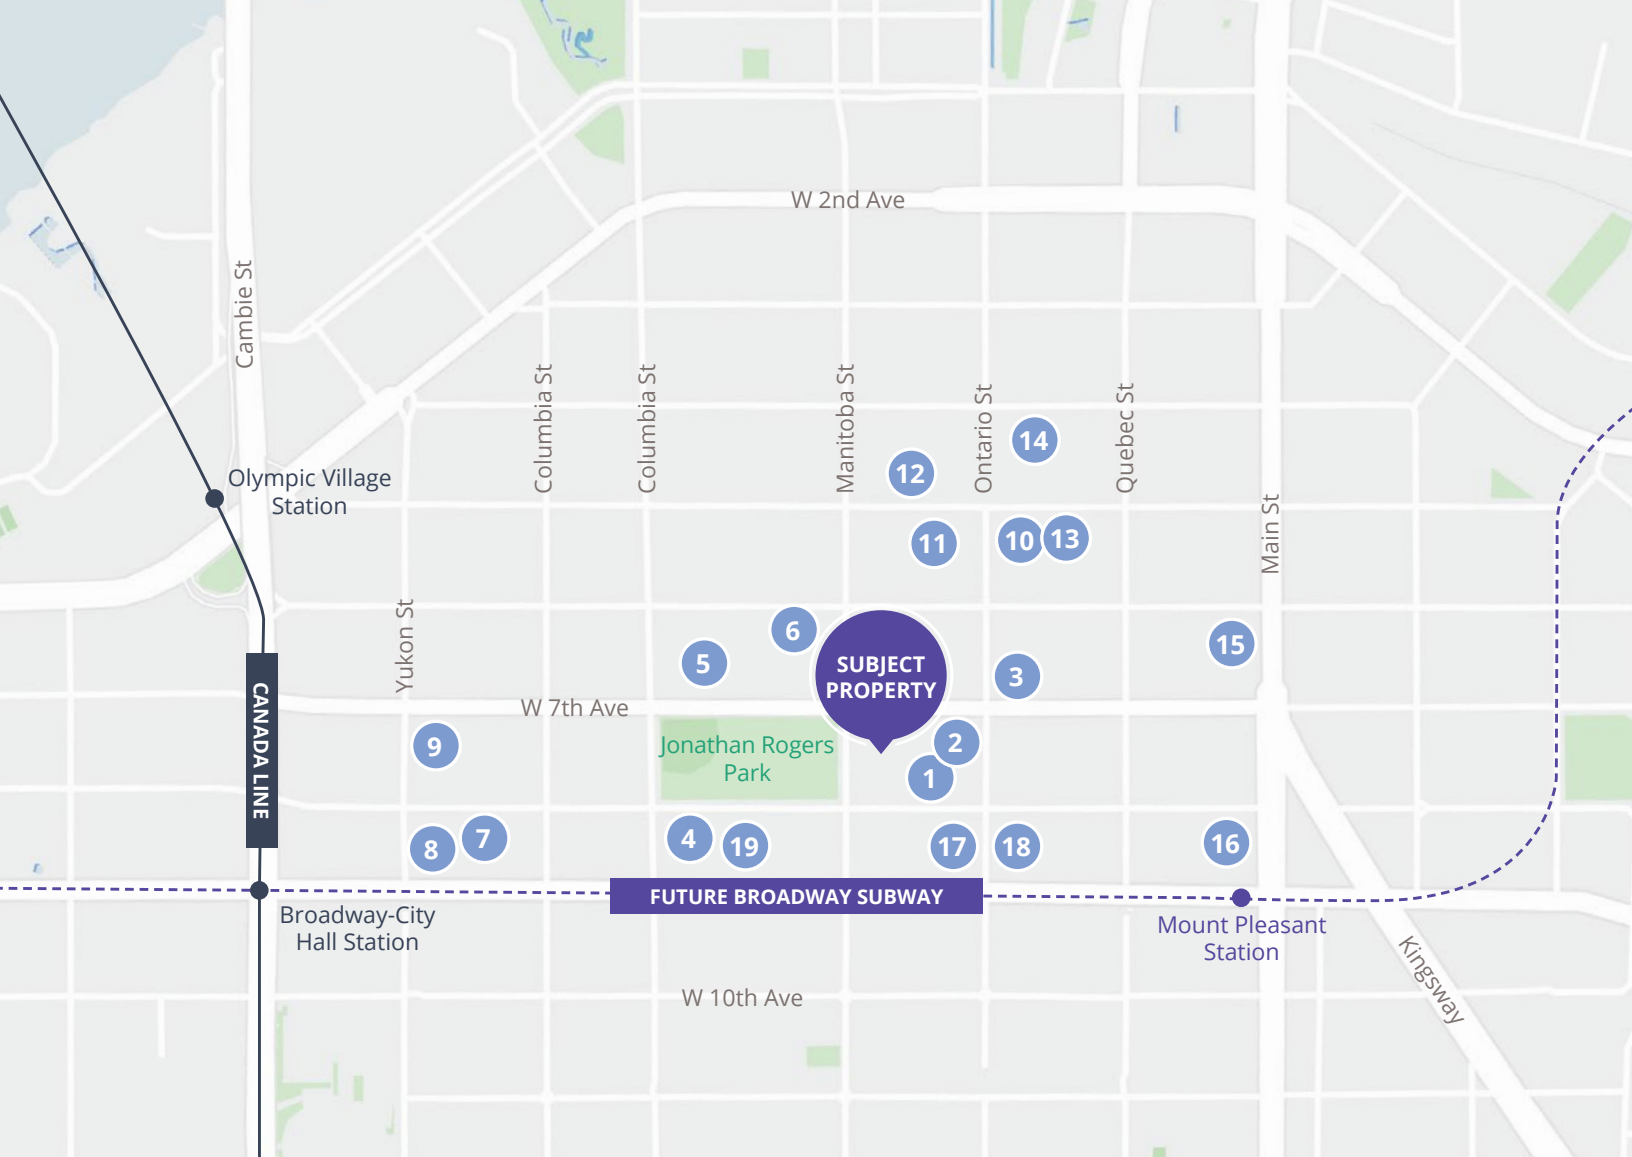 W 2nd Ave
Cambie St
Columbia St
Columbia St
Manitoba St
Ontario St
Quebec St
14
12
Olympic Village
Station
Main St
11
10
13
Yukon St
6
5
SUBJECT
PROPERTY
15
3
W 7th Ave
CANADA LINE
9
Jonathan Rogers
Park
2
1
8
7
4
19
17
18
16
FUTURE BROADWAY SUBWAY
Broadway-City
Hall Station
Mount Pleasant
Station
Kingsway
W 10th Ave